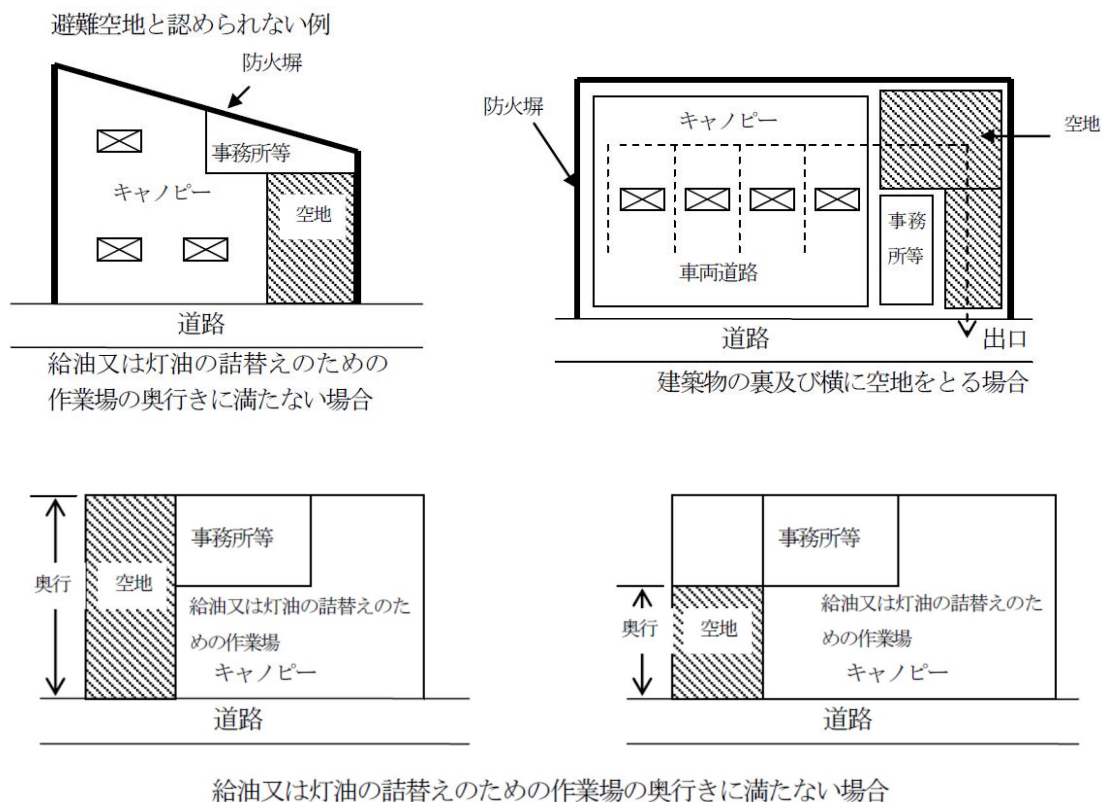 避難空地と認められない例
防火塀
事務所等
キャノピー
空地
道路
給油又は灯油の詰替えのための
作業場の奥行きに満たない場合
防火塀
キャノピー
空地
事務
所等
車両道路
道路
出口
建築物の裏及び横に空地をとる場合
事務所等
奥行
空地
給油又は灯油の詰替えのた
めの作業場
キャノピー
道路
事務所等
奥行
空地
給油又は灯油の詰替えのた
めの作業場
キャノピー
道路
給油又は灯油の詰替えのための作業場の奥行きに満たない場合